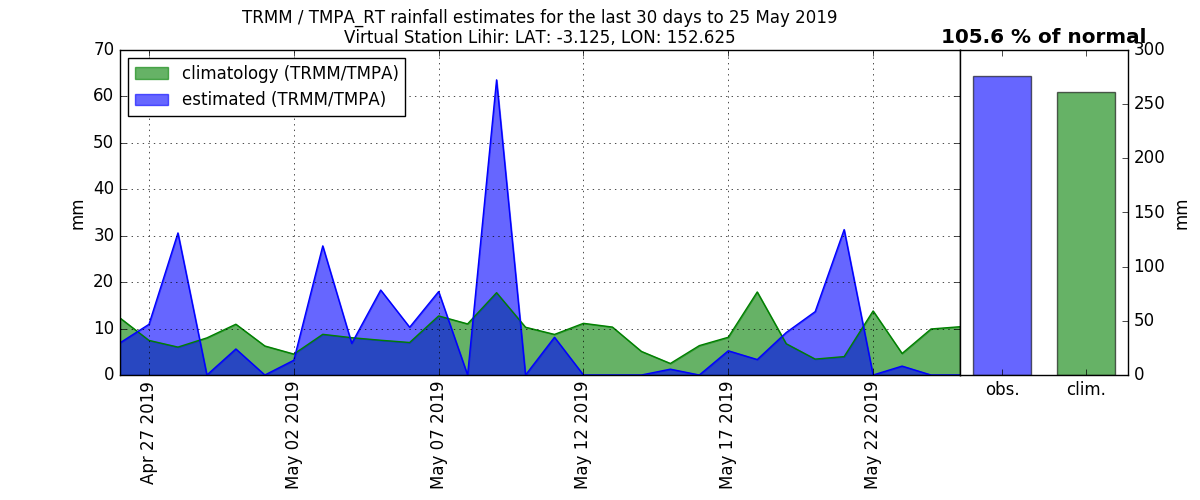 TRMM / TMPA_RT rainfall estimates for the last 30 days to 25 May 2019
Virtual Station Lihir: LAT: -3.125, LON: 152.625
105.6 % of normal
climatology (TRMM/TMPA)
estimated (TRMM/TMPA)
70
60
50
40
30
20
10
0
mm
Apr 27 2019
May 02 2019
May 07 2019
May 12 2019
May 17 2019
May 22 2019
300
250
200
150
100
50
0
mm
obs.
clim.